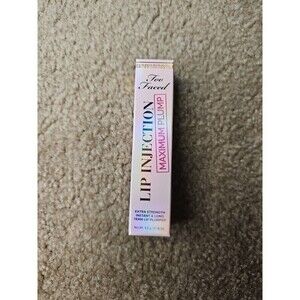 Too
Faced
LIP INJECTION
MAXIMUM PLUMP
EXTRA STRENGTH
INSTANT & LONG
TERM LIP PLUMPER